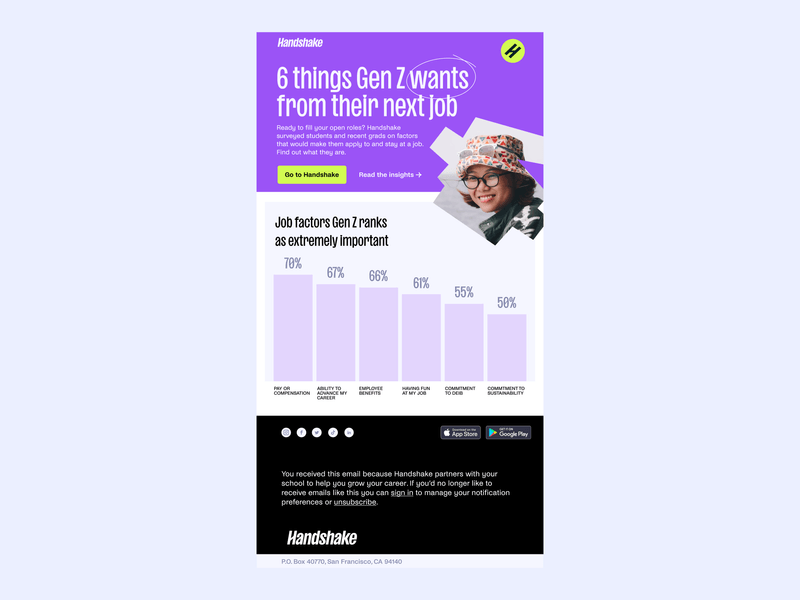 Handshake
6 things Gen Z wants
from their next job
Ready to fill your open roles? Handshake
surveyed students and recent grads on factors
that would make them apply to and stay at a job.
Find out what they are.
Go to Handshake
Read the Insights →
Job factors Gen Z ranks
as extremely important
70%
67%
66%
61%
55%
50%
PAY OR
COMPENSATION
ABILITY TO
ADVANCE MY
CAREER
EMPLOYEE
BENEFITS
HAVING FUN
AT MY JOB
COMMITMENT
TO DEIB
COMMITMENT TO
SUSTAINABILITY
Download on the
App Store
GET IT ON
Google Play
You received this email because Handshake partners with your
school to help you grow your career. If you'd no longer like to
receive emails like this you can sign in to manage your notification
preferences or unsubscribe.
Handshake
P.O. Box 40770, San Francisco, CA 94140